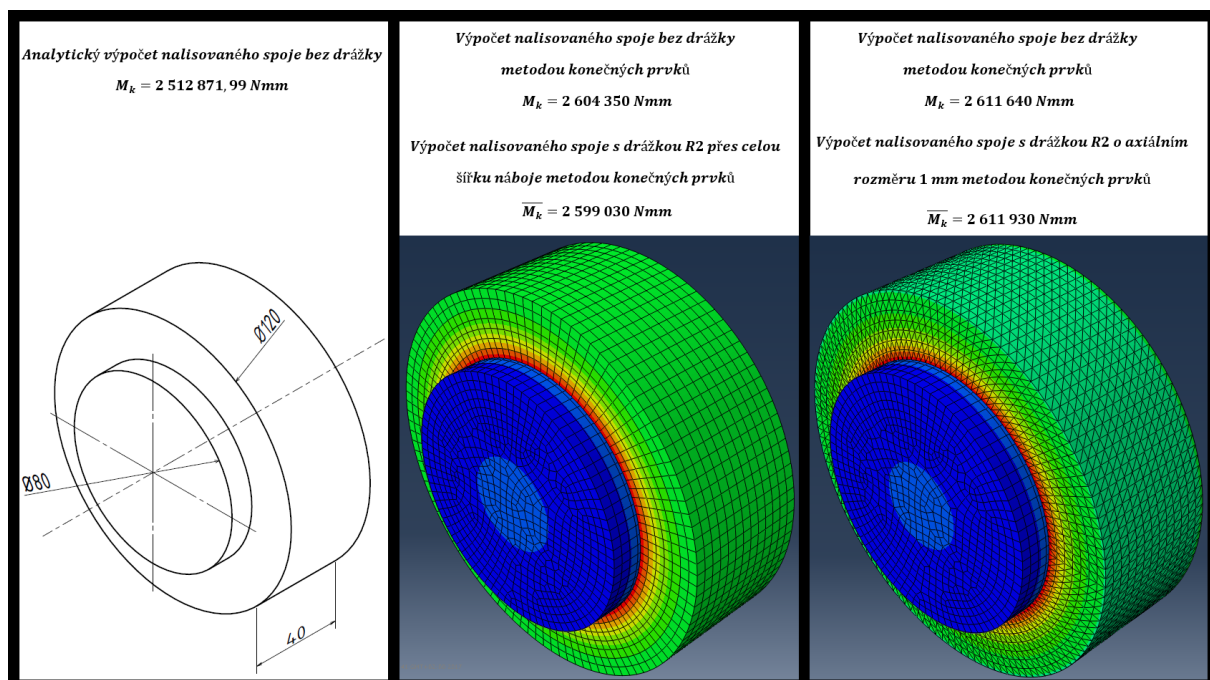 Analytický výpočet nalisovaného spoje bez drážky
M_k = 2 512 871,99 Nmm
Ø120
Ø80
40
Výpočet nalisovaného spoje bez drážky
metodou konečných prvků
M_k = 2 604 350 Nmm
Výpočet nalisovaného spoje s drážkou R2 přes celou
šířku náboje metodou konečných prvků
M̅_k̅ = 2 599 030 Nmm
Výpočet nalisovaného spoje bez drážky
metodou konečných prvků
M_k = 2 611 640 Nmm
Výpočet nalisovaného spoje s drážkou R2 o axiálním
rozměru 1 mm metodou konečných prvků
M̅_k̅ = 2 611 930 Nmm